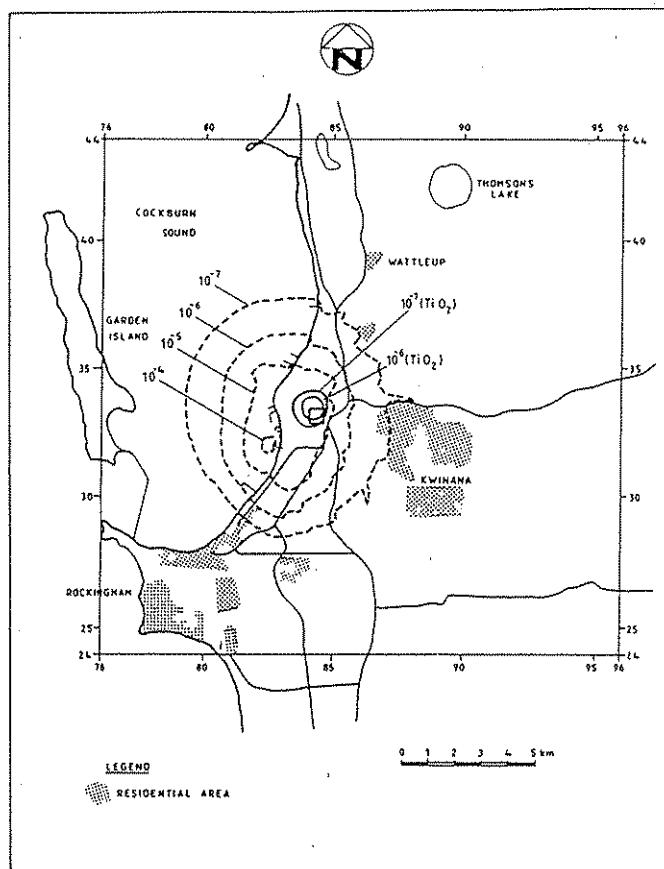 N
76
80
85
90
95 96
44
44
THOMSONS
LAKE
COCKBURN
SOUND
40
40
WATTLEUP
10⁻⁷
10⁻⁷(TiO₂)
10⁻⁶
GARDEN
ISLAND
10⁻⁵
10⁻⁶(TiO₂)
35
35
10⁻⁴
KWINANA
30
30
ROCKINGHAM
25
25
24
24
76
80
85
90
95 96
0 1 2 3 4 5 km
LEGEND
RESIDENTIAL AREA